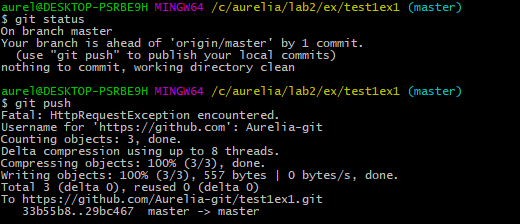 aurel@DESKTOP-PSRBE9H MINGW64 /c/aurelia/lab2/ex/test1ex1 (master)
$ git status
On branch master
Your branch is ahead of 'origin/master' by 1 commit.
  (use "git push" to publish your local commits)
nothing to commit, working directory clean

aurel@DESKTOP-PSRBE9H MINGW64 /c/aurelia/lab2/ex/test1ex1 (master)
$ git push
Fatal: HttpRequestException encountered.
Username for 'https://github.com': Aurelia-git
Counting objects: 3, done.
Delta compression using up to 8 threads.
Compressing objects: 100% (3/3), done.
Writing objects: 100% (3/3), 557 bytes | 0 bytes/s, done.
Total 3 (delta 0), reused 0 (delta 0)
To https://github.com/Aurelia-git/test1ex1.git
   33b55b8..29bc467  master -> master